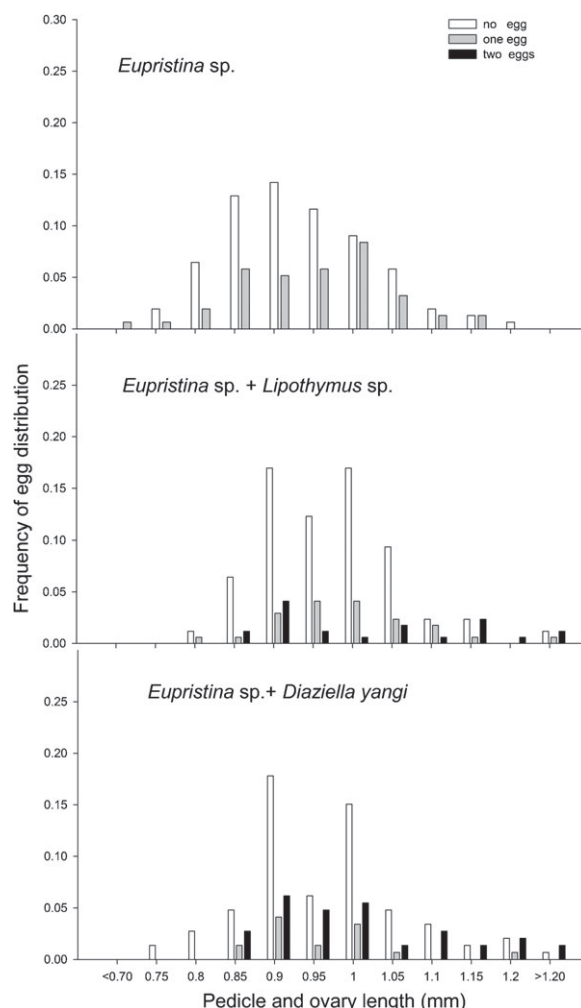 no egg
one egg
two eggs
Eupristina sp.
0.30
0.25
0.20
0.15
0.10
0.05
0.00
Eupristina sp. + Lipothymus sp.
0.25
0.20
0.15
0.10
0.05
0.00
Eupristina sp.+ Diaziella yangi
0.25
0.20
0.15
0.10
0.05
0.00
Frequency of egg distribution
<0.70 0.75 0.8 0.85 0.9 0.95 1 1.05 1.1 1.15 1.2 >1.20
Pedicle and ovary length (mm)